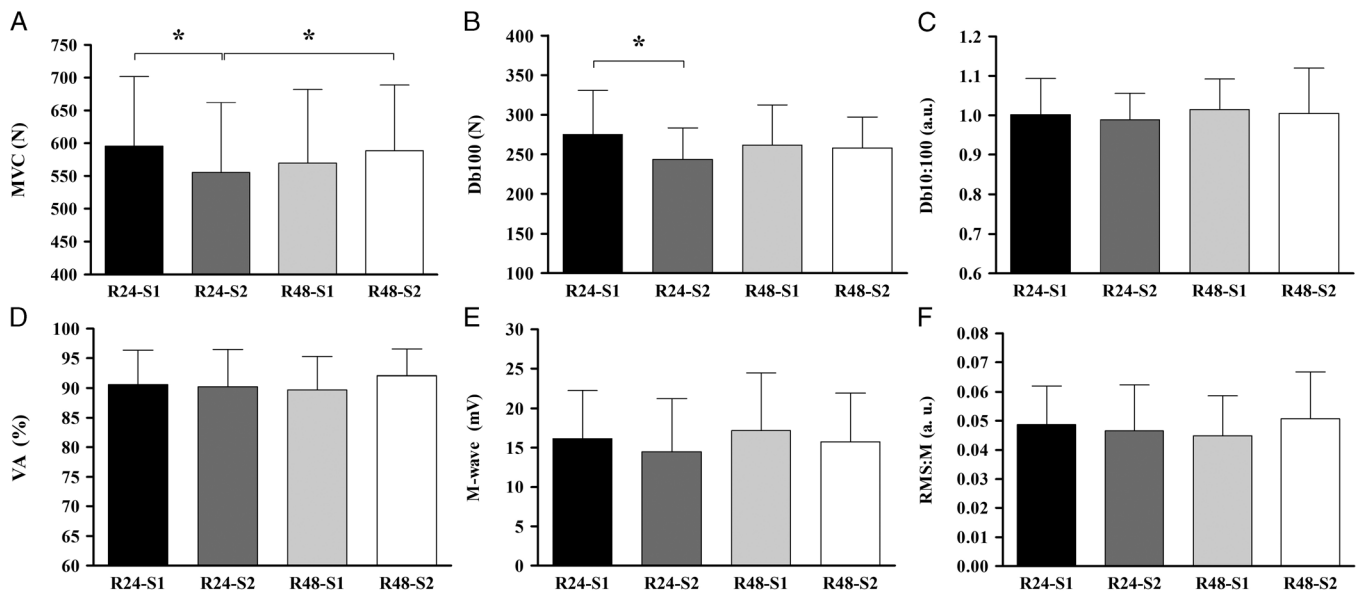 A
*
*
MVC (N)
750
700
650
600
550
500
450
400
R24-S1 R24-S2 R48-S1 R48-S2
B
*
Db100 (N)
400
350
300
250
200
150
100
R24-S1 R24-S2 R48-S1 R48-S2
C
Db10:100 (a.u.)
1.2
1.1
1.0
0.9
0.8
0.7
0.6
R24-S1 R24-S2 R48-S1 R48-S2
D
VA (%)
100
95
90
85
80
75
70
65
60
R24-S1 R24-S2 R48-S1 R48-S2
E
M-wave (mV)
30
25
20
15
10
5
0
R24-S1 R24-S2 R48-S1 R48-S2
F
RMS:M (a. u.)
0.08
0.07
0.06
0.05
0.04
0.03
0.02
0.01
0.00
R24-S1 R24-S2 R48-S1 R48-S2